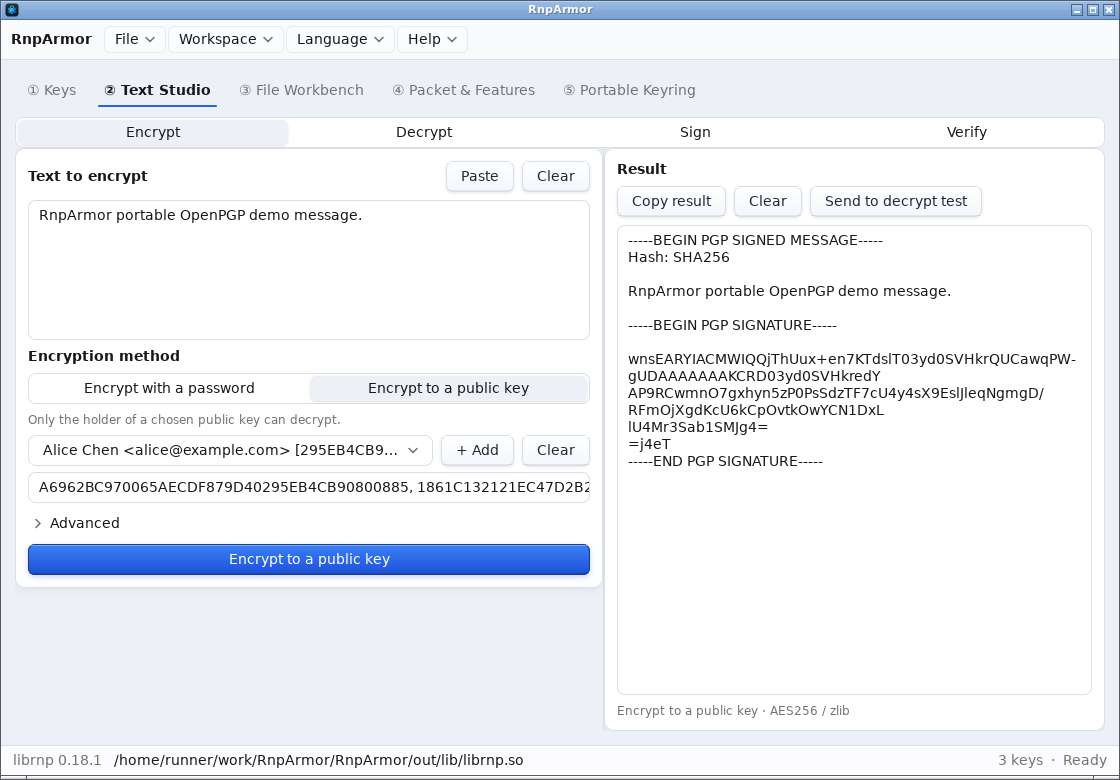 RnpArmor
RnpArmor File Workspace Language Help
① Keys ② Text Studio ③ File Workbench ④ Packet & Features ⑤ Portable Keyring
Encrypt Decrypt Sign Verify
Text to encrypt Paste Clear
RnpArmor portable OpenPGP demo message.
Encryption method
Encrypt with a password Encrypt to a public key
Only the holder of a chosen public key can decrypt.
Alice Chen <alice@example.com> [295EB4CB9... + Add Clear
A6962BC970065AECDF879D40295EB4CB90800885, 1861C132121EC47D2B2
Advanced
Encrypt to a public key
Result
Copy result Clear Send to decrypt test
-----BEGIN PGP SIGNED MESSAGE-----
Hash: SHA256
RnpArmor portable OpenPGP demo message.
-----BEGIN PGP SIGNATURE-----
wnsEARYIACMWIQQjThUux+en7KTdslT03yd0SVHkrQUCawqPW-
gUDAAAAAAAKCRD03yd0SVHkredY
AP9RCwmnO7gxhyn5zP0PsSdzTF7cU4y4sX9EslJleqNgmgD/
RFmOjXgdKcU6kCpOvtkOwYCN1DxL
lU4Mr3Sab1SMJg4=
=j4eT
-----END PGP SIGNATURE-----
Encrypt to a public key · AES256 / zlib
librnp 0.18.1 /home/runner/work/RnpArmor/RnpArmor/out/lib/librnp.so 3 keys · Ready